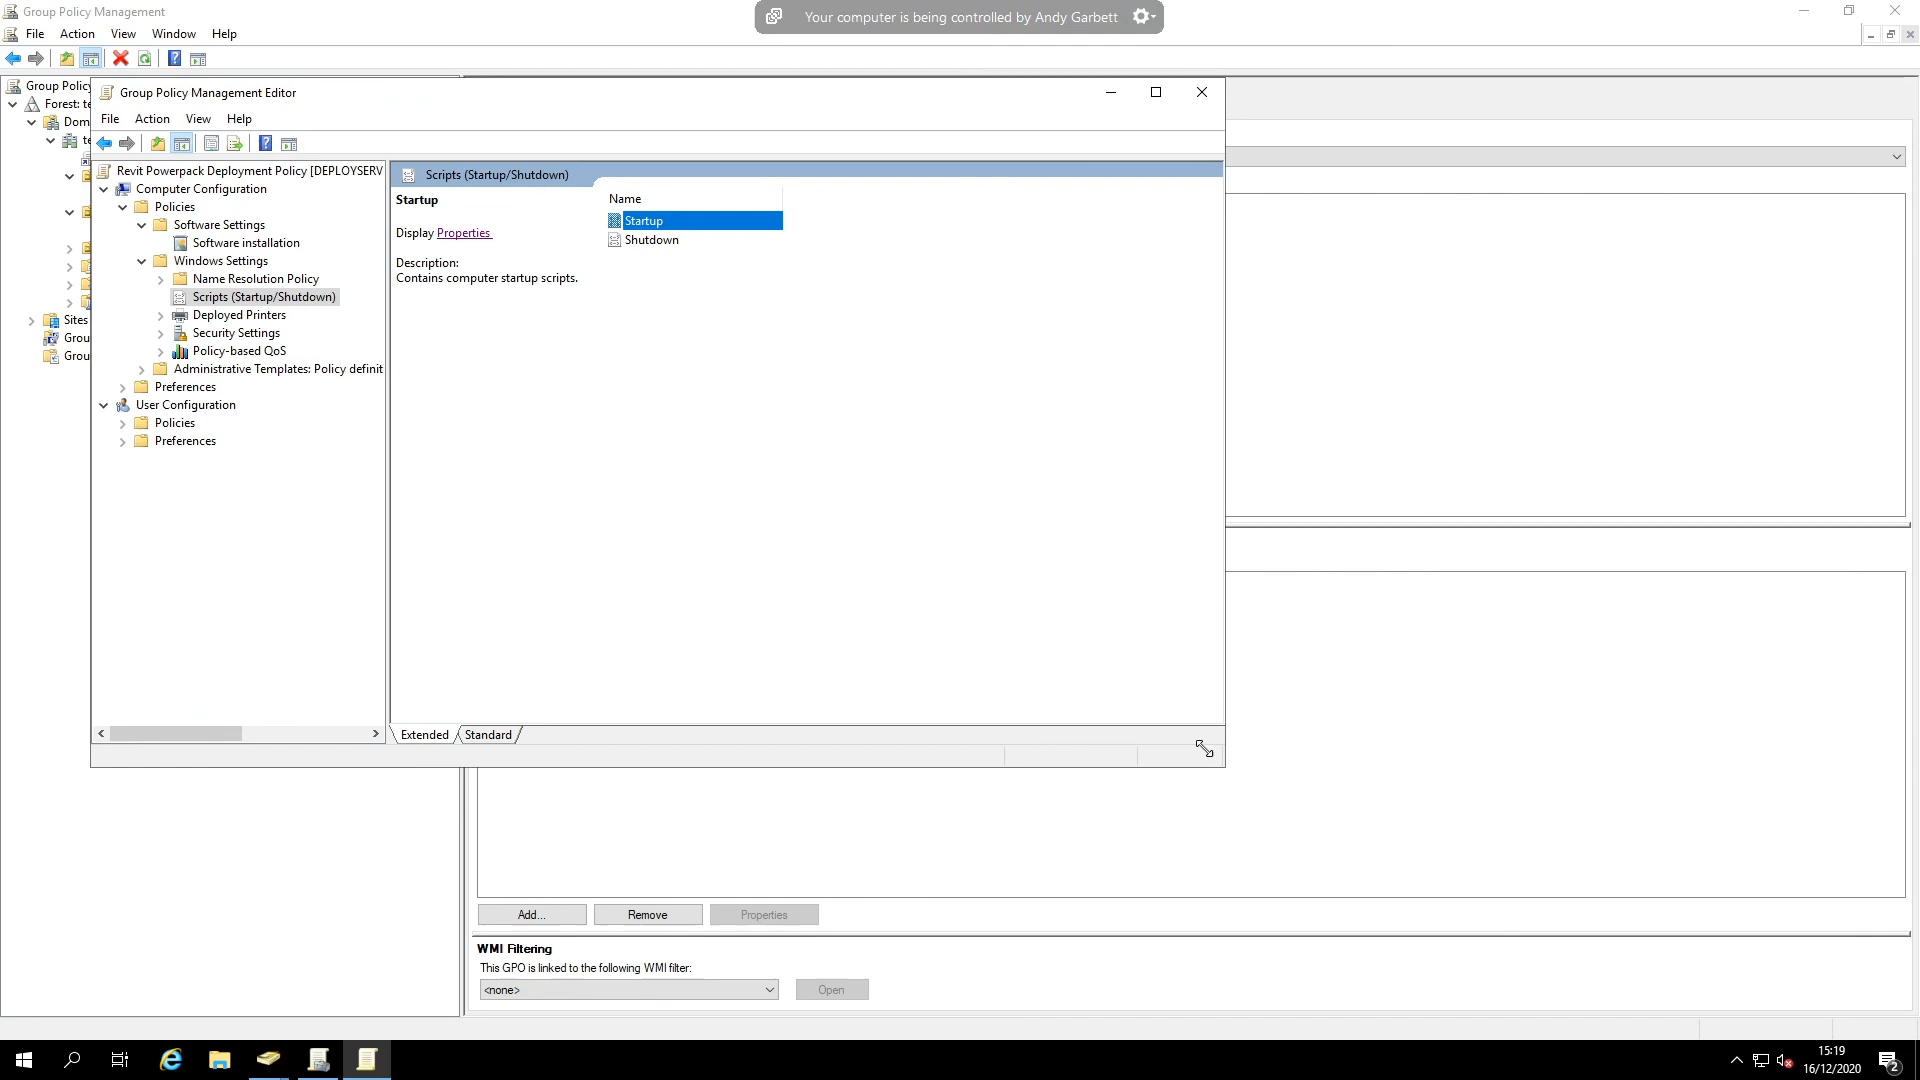 Group Policy Management
Your computer is being controlled by Andy Garbett
File Action View Window Help
Group Policy
Forest: te
Dom
te
Sites
Grou
Grou
Group Policy Management Editor
File Action View Help
Revit Powerpack Deployment Policy [DEPLOYSERV
Computer Configuration
Policies
Software Settings
Software installation
Windows Settings
Name Resolution Policy
Scripts (Startup/Shutdown)
Deployed Printers
Security Settings
Policy-based QoS
Administrative Templates: Policy definit
Preferences
User Configuration
Policies
Preferences
Scripts (Startup/Shutdown)
Startup
Display Properties
Description:
Contains computer startup scripts.
Name
Startup
Shutdown
Extended Standard
Add... Remove Properties
WMI Filtering
This GPO is linked to the following WMI filter:
<none> Open
15:19
16/12/2020
2